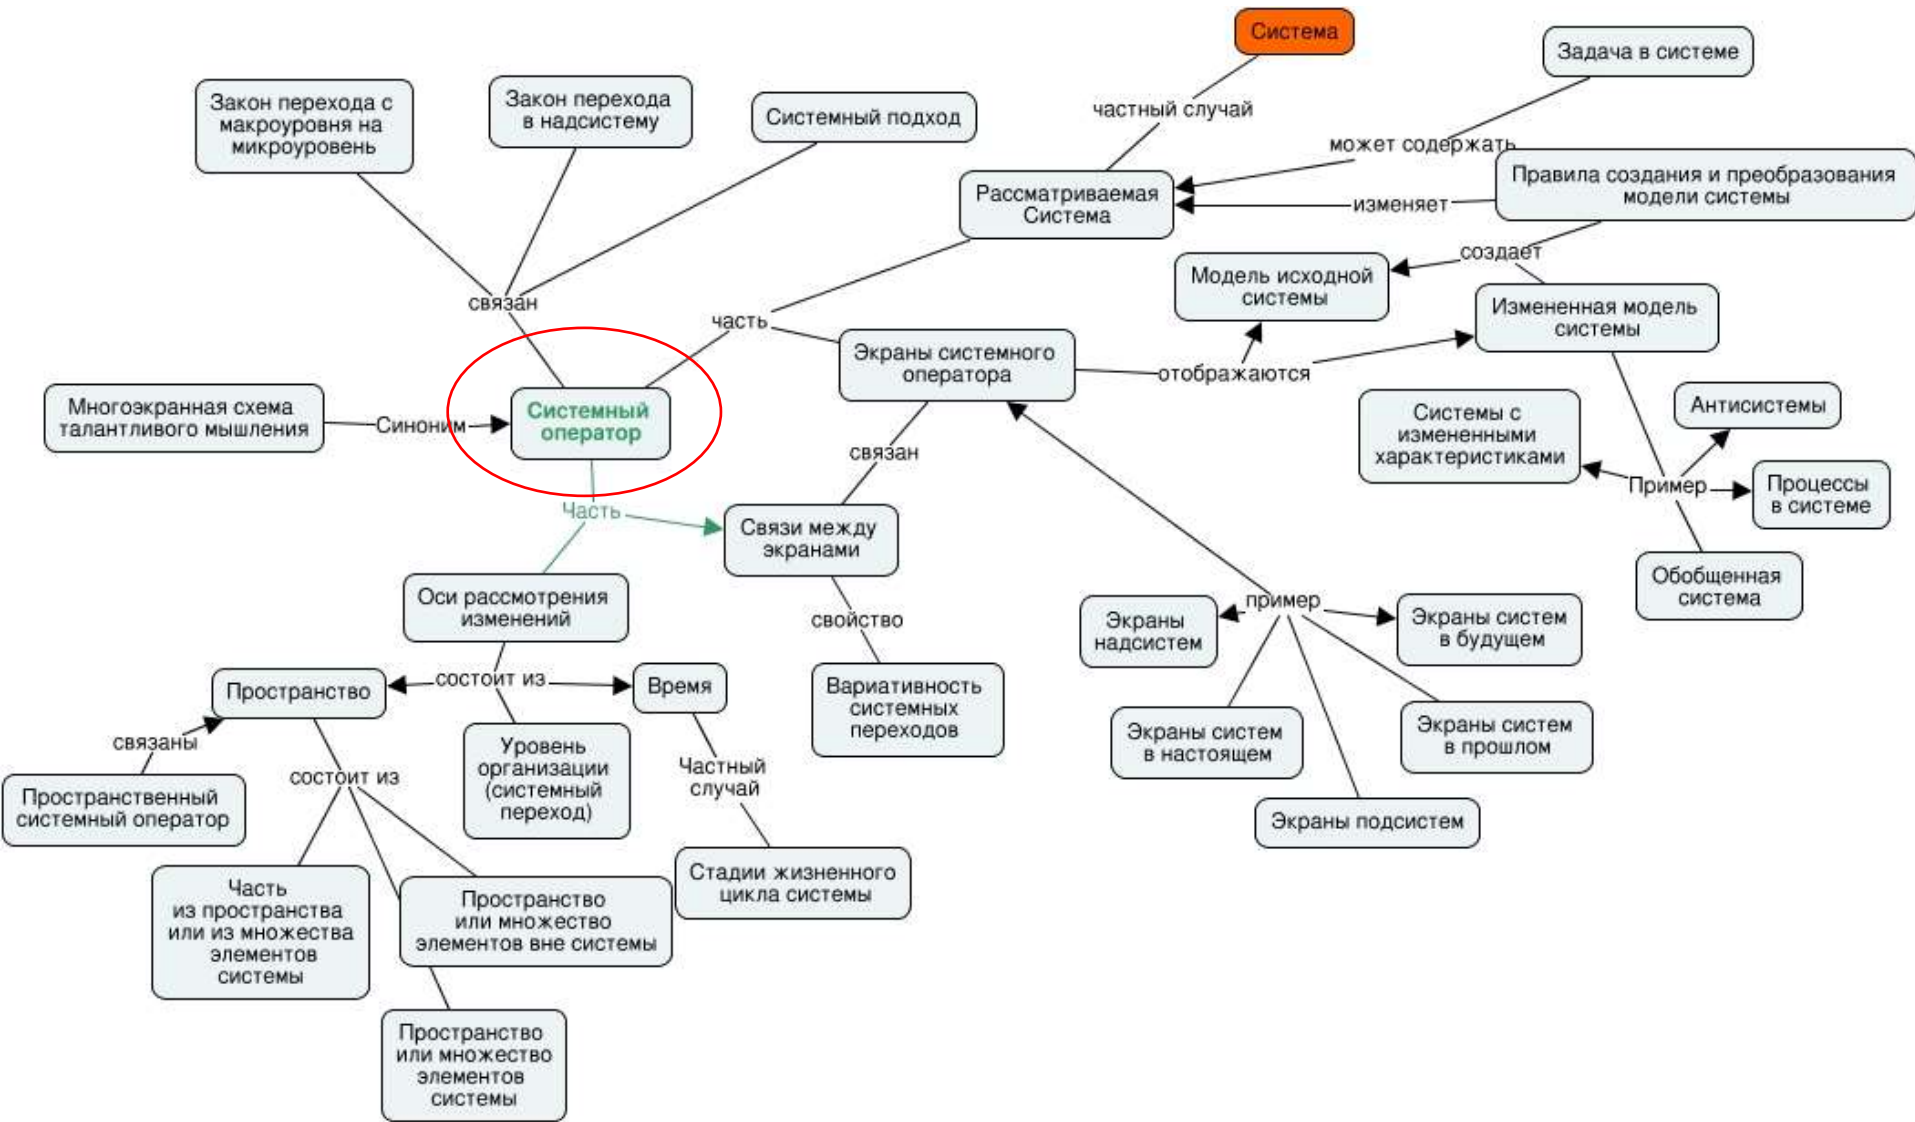 Система
Задача в системе
Закон перехода с
макроуровня на
микроуровень
Закон перехода
в надсистему
Системный подход
частный случай
может содержать
Правила создания и преобразования
модели системы
Рассматриваемая
Система
изменяет
создает
Модель исходной
системы
Измененная модель
системы
связан
часть
Экраны системного
оператора
отображаются
Многоэкранная схема
талантливого мышления
Синоним
Системный
оператор
Системы с
измененными
характеристиками
Антисистемы
Пример
Процессы
в системе
Обобщенная
система
связан
Часть
Связи между
экранами
Оси рассмотрения
изменений
свойство
пример
Экраны
надсистем
Экраны систем
в будущем
Экраны систем
в настоящем
Экраны систем
в прошлом
Экраны подсистем
Пространство
состоит из
Время
Вариативность
системных
переходов
связаны
Пространственный
системный оператор
состоит из
Уровень
организации
(системный
переход)
Частный
случай
Стадии жизненного
цикла системы
Часть
из пространства
или из множества
элементов
системы
Пространство
или множество
элементов вне системы
Пространство
или множество
элементов
системы